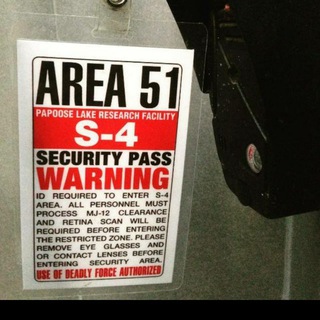 AREA 51
PAPOOSE LAKE RESEARCH FACILITY
S-4
SECURITY PASS
WARNING
ID REQUIRED TO ENTER S-4
AREA. ALL PERSONNEL MUST
PROCESS MJ-12 CLEARANCE
AND RETINA SCAN WILL BE
REQUIRED BEFORE ENTERING
THE RESTRICTED ZONE. PLEASE
REMOVE EYE GLASSES AND
OR CONTACT LENSES BEFORE
ENTERING SECURITY AREA.
USE OF DEADLY FORCE AUTHORIZED